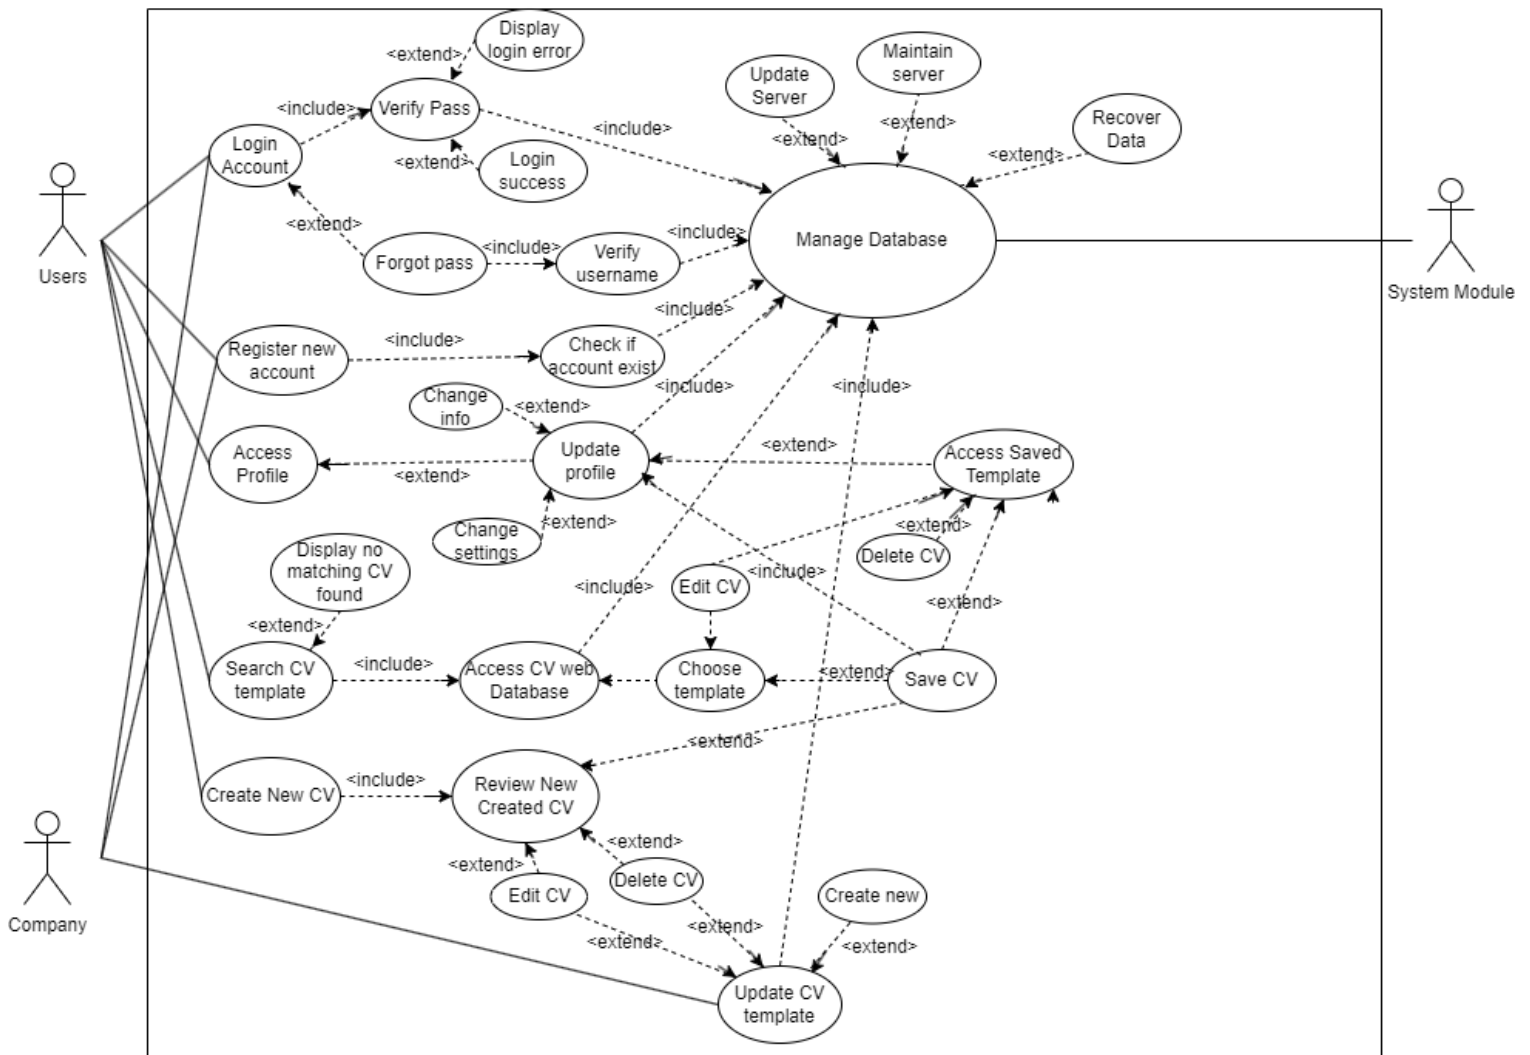 Display
login error
<extend>
Maintain
server
Update
Server
<include>
Verify Pass
<include>
<extend>
<extend>
Recover
Data
Login
Account
<extend>
Login
success
<extend>
<extend>
Forgot pass
<include>
Verify
username
<include>
Manage Database
Users
System Module
Register new
account
<include>
Check if
account exist
<include>
Change
info
<extend>
<include>
<include>
Access
Profile
<extend>
Update
profile
<extend>
Access Saved
Template
Change
settings
<extend>
<extend>
Delete CV
Display no
matching CV
found
<include>
Edit CV
<include>
<extend>
<extend>
Search CV
template
<include>
Access CV web
Database
Choose
template
<extend>
Save CV
<extend>
Create New CV
<include>
Review New
Created CV
<extend>
<extend>
Edit CV
Delete CV
Create new
Company
<extend>
<extend>
<extend>
Update CV
template